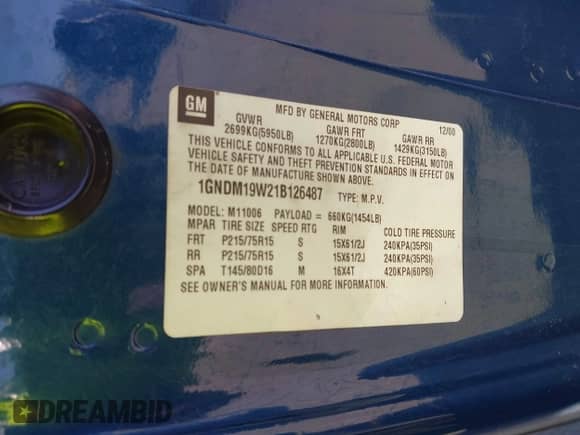 GM
MFD BY GENERAL MOTORS CORP 12/00
GVWR GAWR FRT GAWR RR
2699KG(5950LB) 1270KG(2800LB) 1429KG(3150LB)
THIS VEHICLE CONFORMS TO ALL APPLICABLE U.S. FEDERAL MOTOR
VEHICLE SAFETY AND THEFT PREVENTION STANDARDS IN EFFECT ON
THE DATE OF MANUFACTURE SHOWN ABOVE.
1GNDM19W21B126487 TYPE: M.P.V.
MODEL: M11006 PAYLOAD = 660KG(1454LB)
MPAR TIRE SIZE SPEED RTG RIM COLD TIRE PRESSURE
FRT P215/75R15 S 15X61/2J 240KPA(35PSI)
RR P215/75R15 S 15X61/2J 240KPA(35PSI)
SPA T145/80D16 M 16X4T 420KPA(60PSI)
SEE OWNER'S MANUAL FOR MORE INFORMATION.
DREAMBID